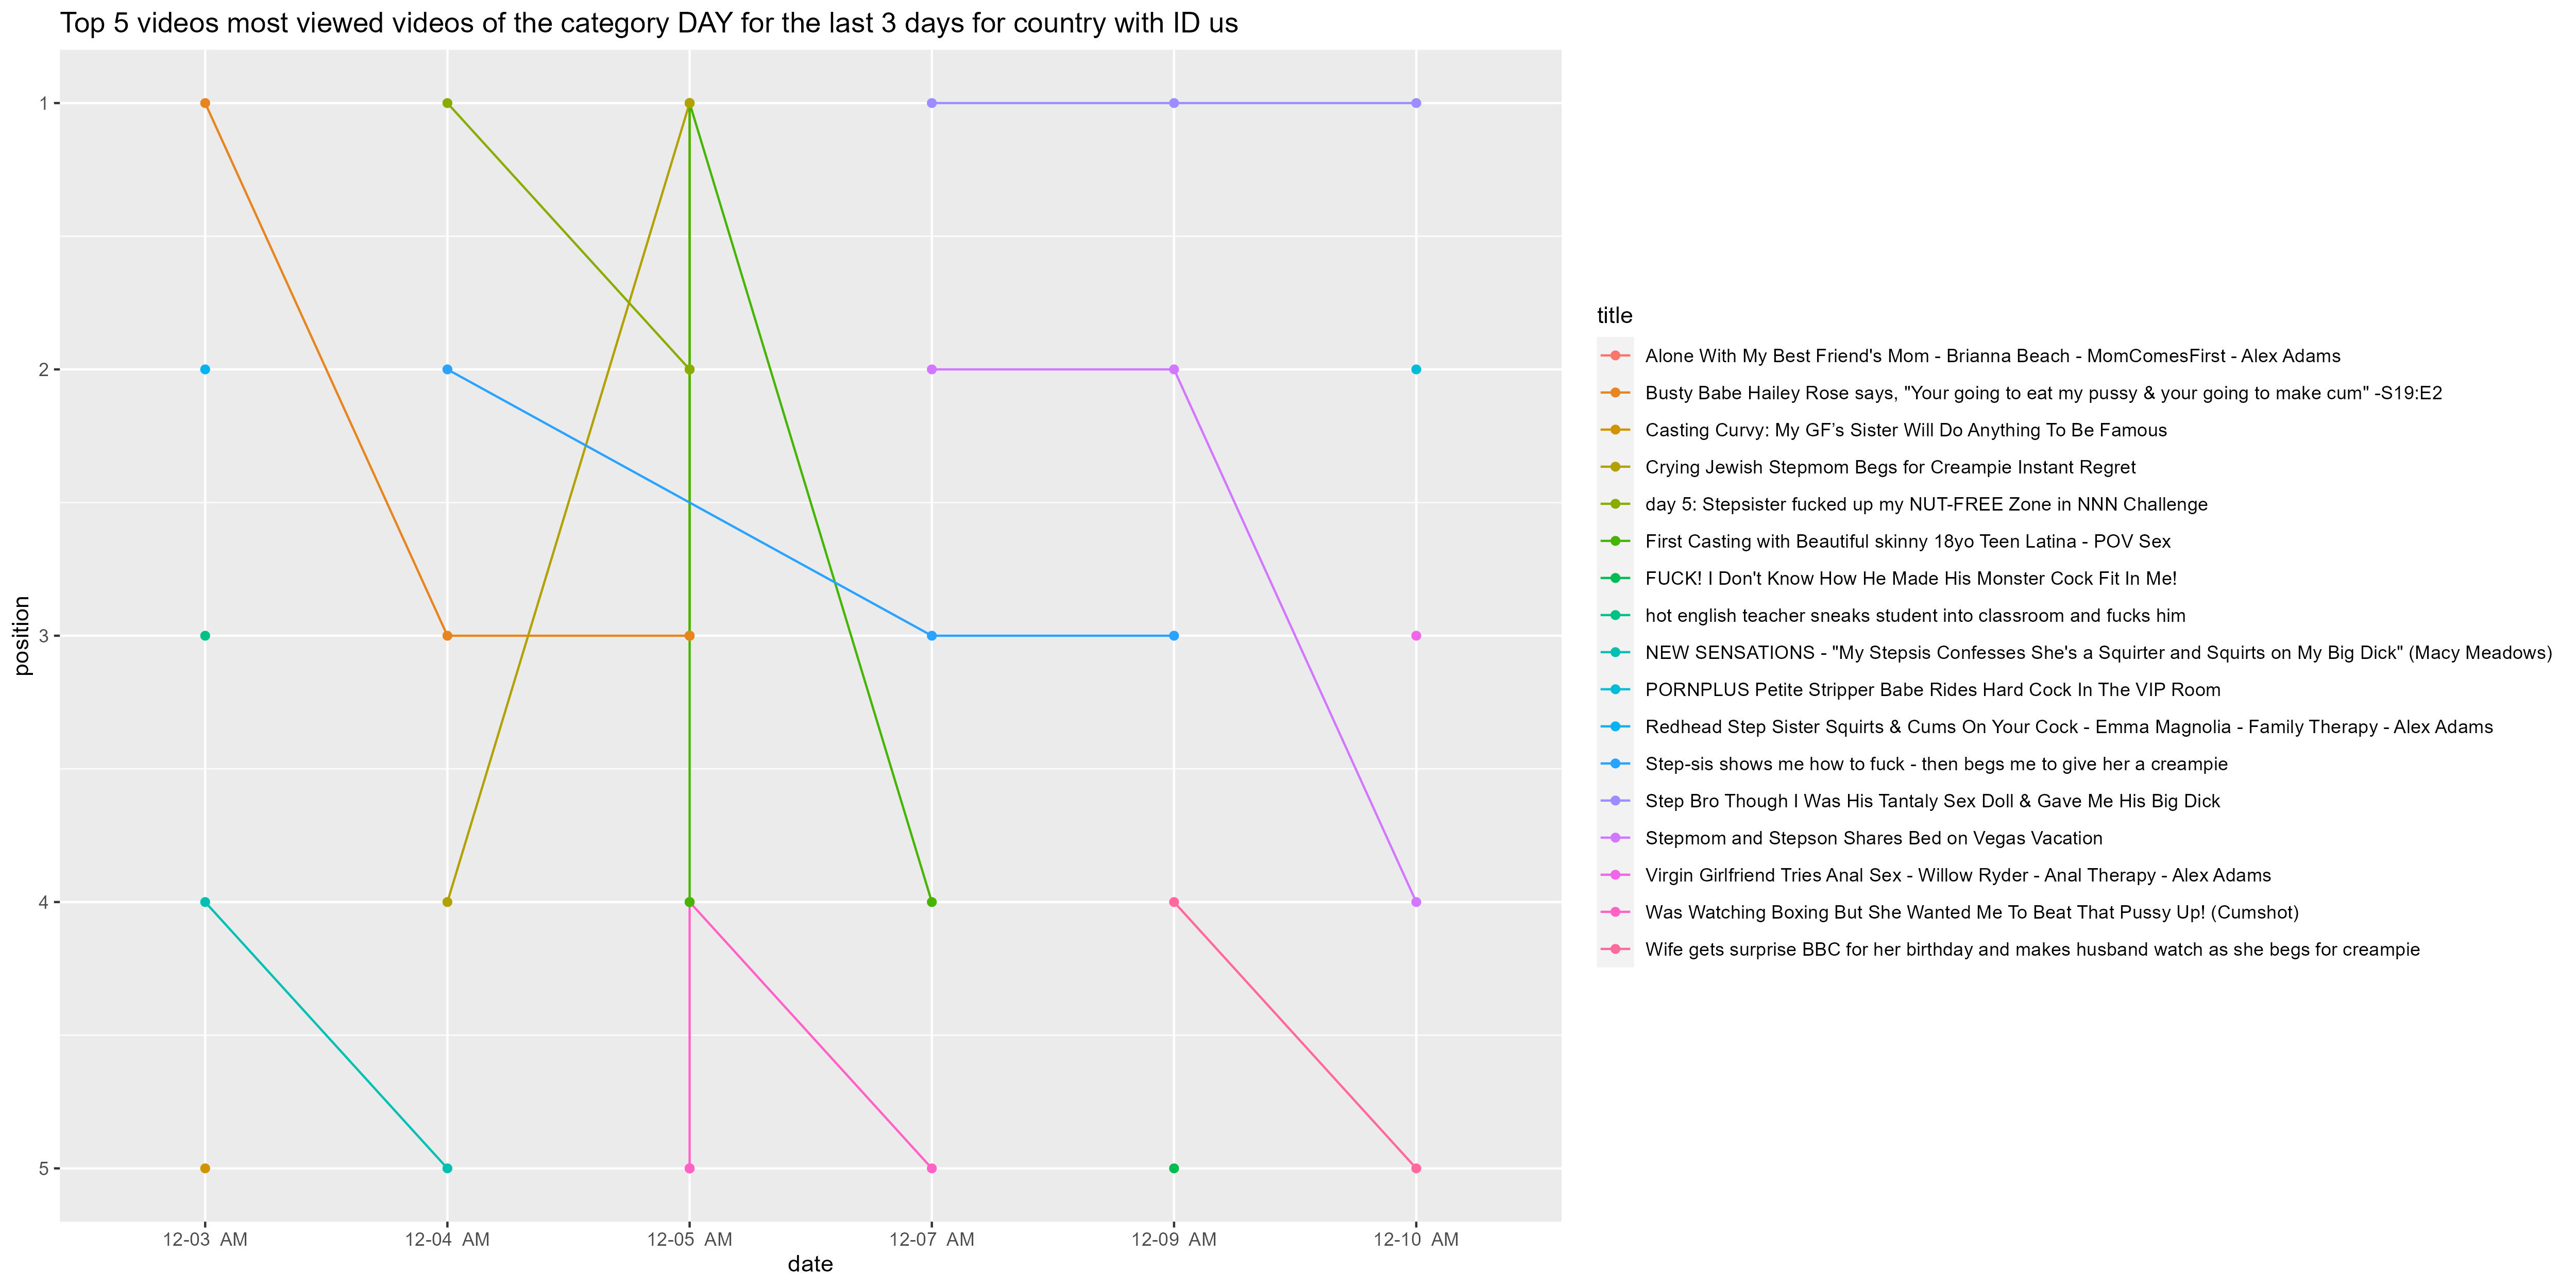 Top 5 videos most viewed videos of the category DAY for the last 3 days for country with ID us
position
1
2
3
4
5
12-03  AM
12-04  AM
12-05  AM
12-07  AM
12-09  AM
12-10  AM
date
title
Alone With My Best Friend's Mom - Brianna Beach - MomComesFirst - Alex Adams
Busty Babe Hailey Rose says, "Your going to eat my pussy & your going to make cum" -S19:E2
Casting Curvy: My GF’s Sister Will Do Anything To Be Famous
Crying Jewish Stepmom Begs for Creampie Instant Regret
day 5: Stepsister fucked up my NUT-FREE Zone in NNN Challenge
First Casting with Beautiful skinny 18yo Teen Latina - POV Sex
FUCK! I Don't Know How He Made His Monster Cock Fit In Me!
hot english teacher sneaks student into classroom and fucks him
NEW SENSATIONS - "My Stepsis Confesses She's a Squirter and Squirts on My Big Dick" (Macy Meadows)
PORNPLUS Petite Stripper Babe Rides Hard Cock In The VIP Room
Redhead Step Sister Squirts & Cums On Your Cock - Emma Magnolia - Family Therapy - Alex Adams
Step-sis shows me how to fuck - then begs me to give her a creampie
Step Bro Though I Was His Tantaly Sex Doll & Gave Me His Big Dick
Stepmom and Stepson Shares Bed on Vegas Vacation
Virgin Girlfriend Tries Anal Sex - Willow Ryder - Anal Therapy - Alex Adams
Was Watching Boxing But She Wanted Me To Beat That Pussy Up! (Cumshot)
Wife gets surprise BBC for her birthday and makes husband watch as she begs for creampie